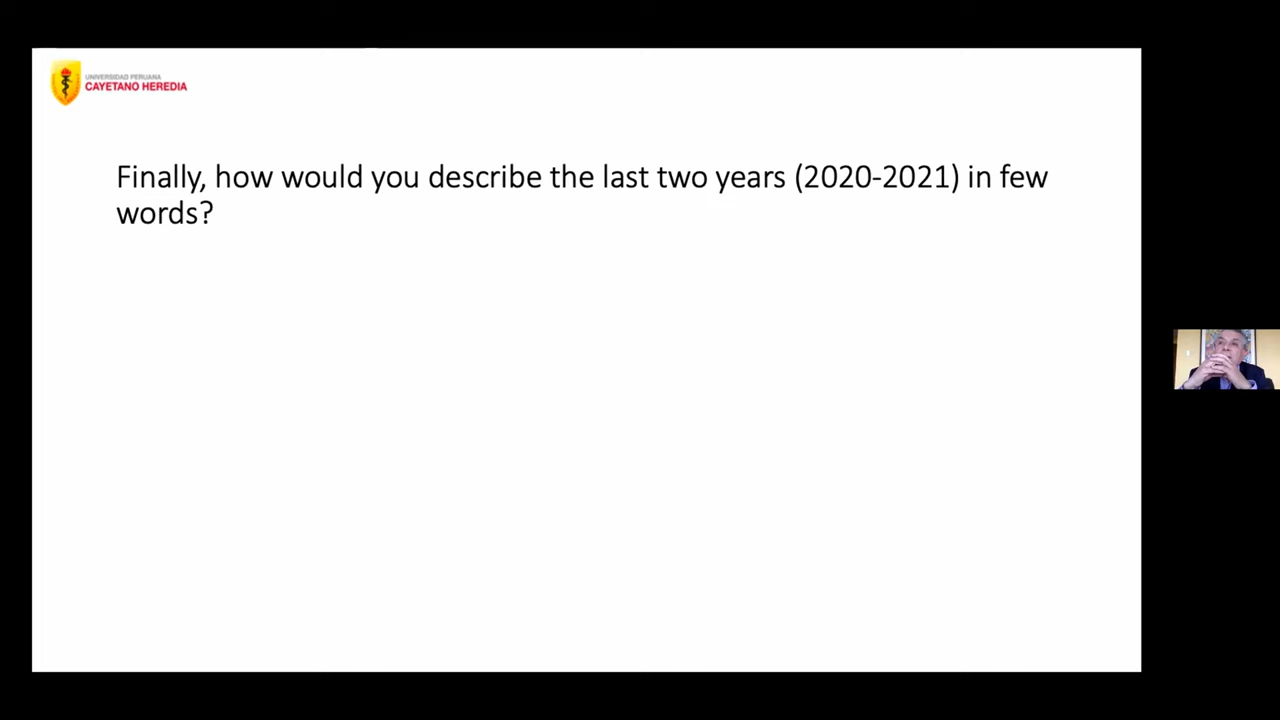 UNIVERSIDAD PERUANA
CAYETANO HEREDIA
Finally, how would you describe the last two years (2020-2021) in few
words?